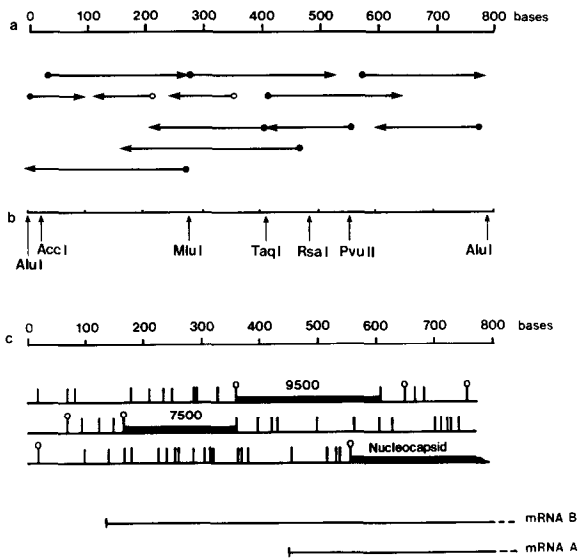 0 100 200 300 400 500 600 700 800 bases
a
b
Alu I Acc I Mlu I Taq I Rsa I Pvu II Alu I
0 100 200 300 400 500 600 700 800 bases
c
9500
7500
Nucleocapsid
mRNA B
mRNA A